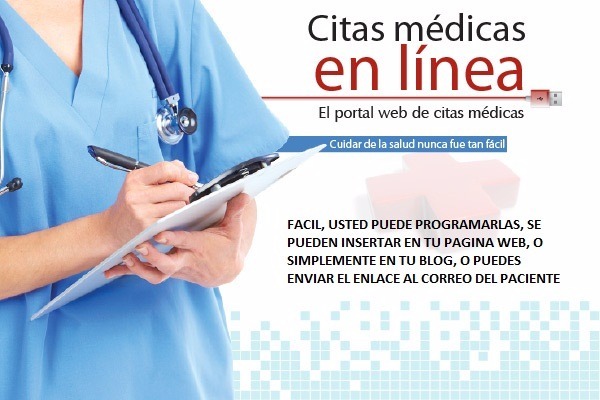 Citas médicas
en línea
El portal web de citas médicas
Cuidar de la salud nunca fue tan fácil
FACIL, USTED PUEDE PROGRAMARLAS, SE
PUEDEN INSERTAR EN TU PAGINA WEB, O
SIMPLEMENTE EN TU BLOG, O PUEDES
ENVIAR EL ENLACE AL CORREO DEL PACIENTE